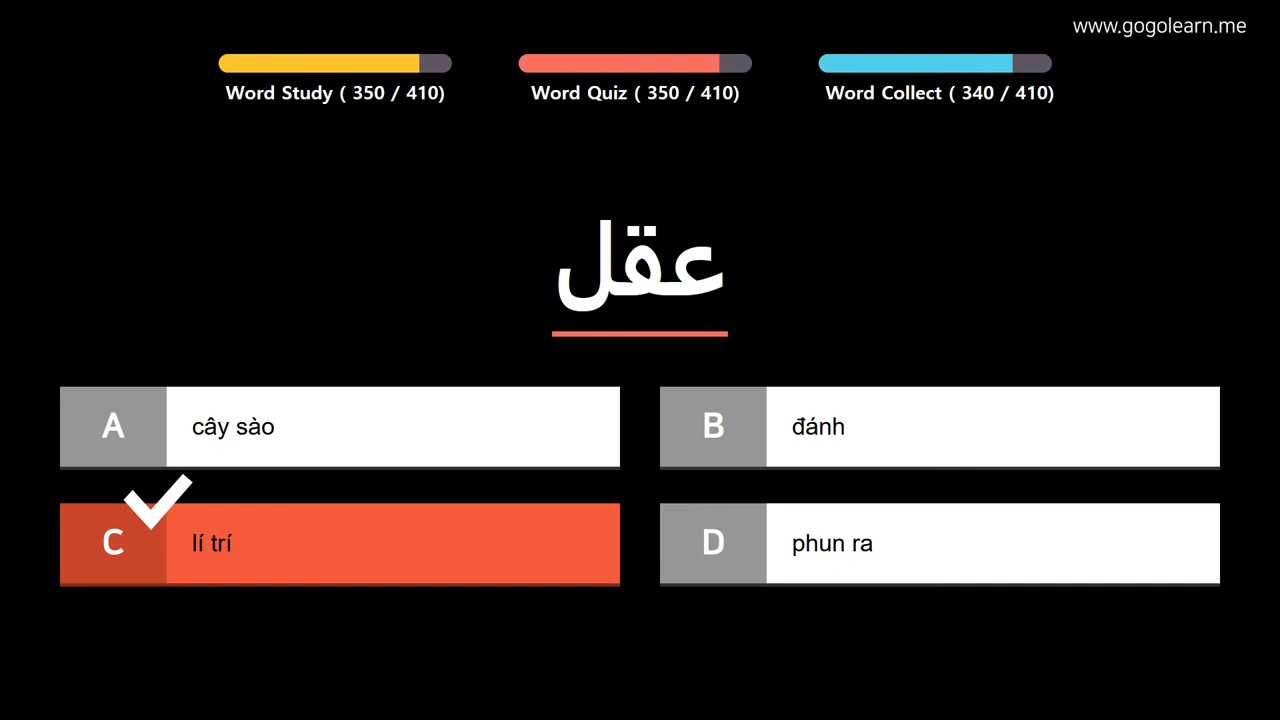 www.gogolearn.me
Word Study ( 350 / 410)
Word Quiz ( 350 / 410)
Word Collect ( 340 / 410)
عقل
A
cây sào
B
đánh
C
lí trí
D
phun ra